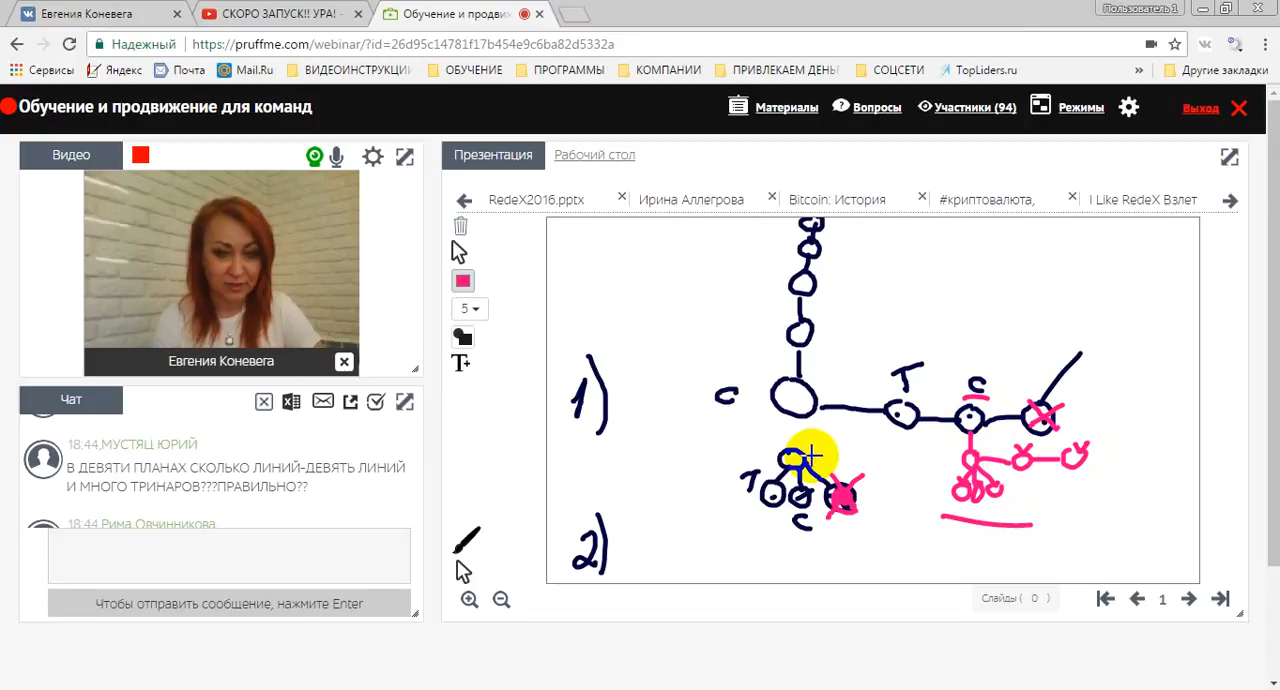 Евгения Коневега
СКОРО ЗАПУСК!! УРА! -
Обучение и продвиж
Пользователь 1
Надежный
https://pruffme.com/webinar/?id=26d95c14781f17b454e9c6ba82d5332a
Сервисы
Яндекс
Почта
Mail.Ru
ВИДЕОИНСТРУКЦИ
ОБУЧЕНИЕ
ПРОГРАММЫ
КОМПАНИИ
ПРИВЛЕКАЕМ ДЕНЬ
СОЦСЕТИ
TopLiders.ru
»
Другие закладки
Обучение и продвижение для команд
Материалы
Вопросы
Участники (94)
Режимы
Выход
Видео
Презентация
Рабочий стол
RedeX2016.pptx
Ирина Аллегрова
Bitcoin: История
#криптовалюта,
I Like RedeX Взлет
5
T+
Евгения Коневега
Чат
18:44,МУСТЯЦ ЮРИЙ
В ДЕВЯТИ ПЛАНАХ СКОЛЬКО ЛИНИЙ-ДЕВЯТЬ ЛИНИЙ
И МНОГО ТРИНАРОВ???ПРАВИЛЬНО??
18:44,Рима Овчинникова
Чтобы отправить сообщение, нажмите Enter
1)
С
Т
С
Т
С
2)
Слайды ( 0 )
1